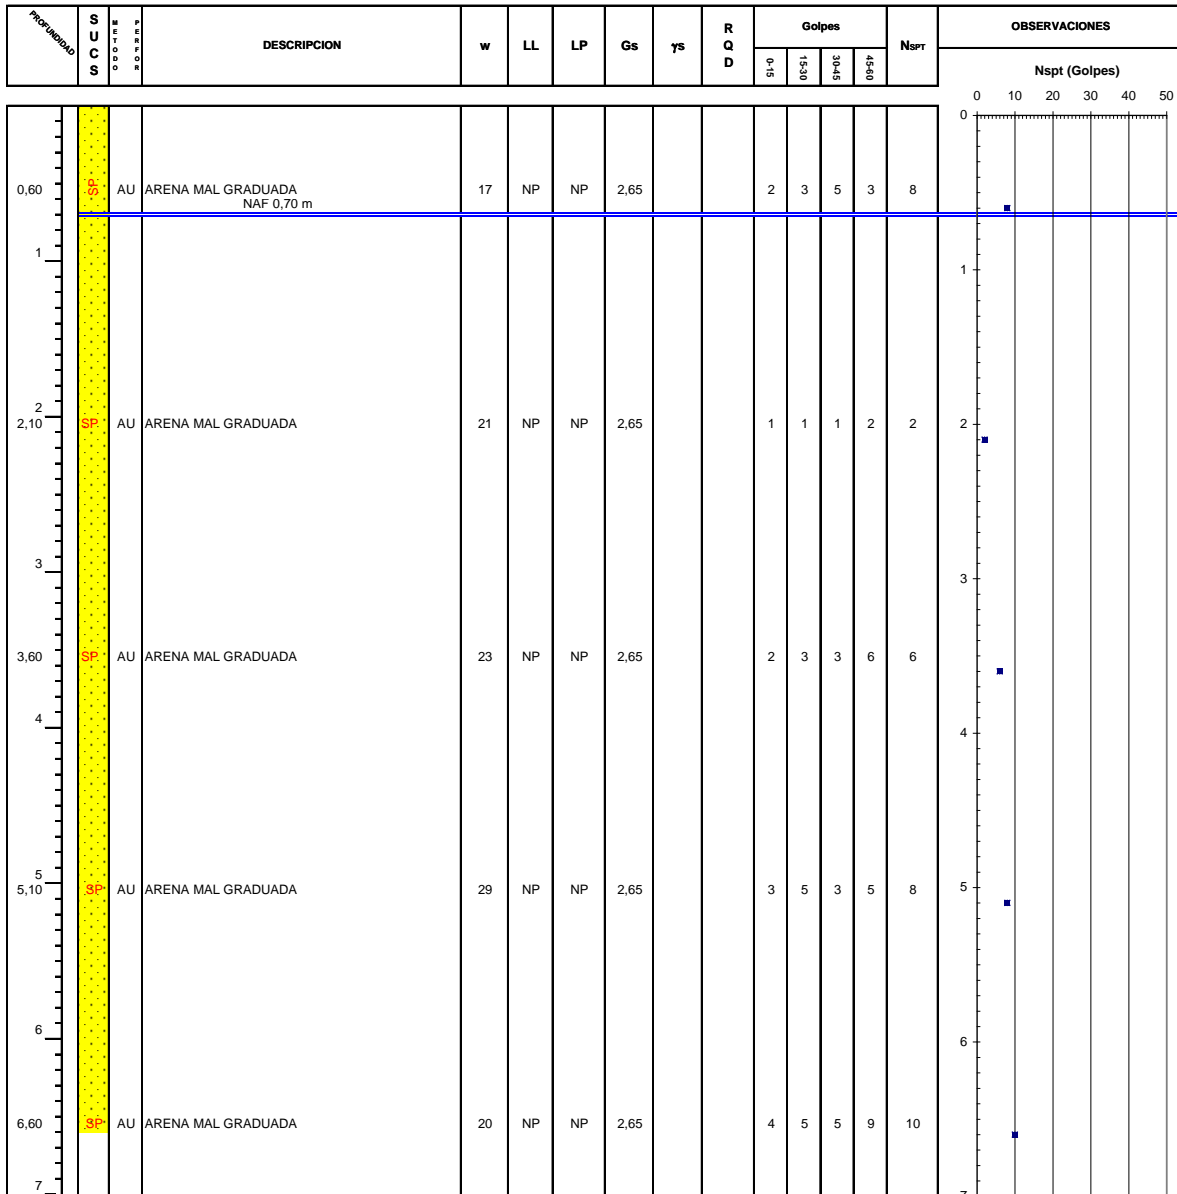 PROFUNDIDAD SUCS METODO PERFOR DESCRIPCION w LL LP Gs γs RQD Golpes NSPT OBSERVACIONES
0-15 15-30 30-45 45-60
Nspt (Golpes)
0 10 20 30 40 50
0
0,60 SP AU ARENA MAL GRADUADA 17 NP NP 2,65 2 3 5 3 8
NAF 0,70 m
1
1
2
2,10 SP AU ARENA MAL GRADUADA 21 NP NP 2,65 1 1 1 2 2
2
3
3
3,60 SP AU ARENA MAL GRADUADA 23 NP NP 2,65 2 3 3 6 6
4
4
5
5,10 SP AU ARENA MAL GRADUADA 29 NP NP 2,65 3 5 3 5 8
5
6
6
6,60 SP AU ARENA MAL GRADUADA 20 NP NP 2,65 4 5 5 9 10
7
7